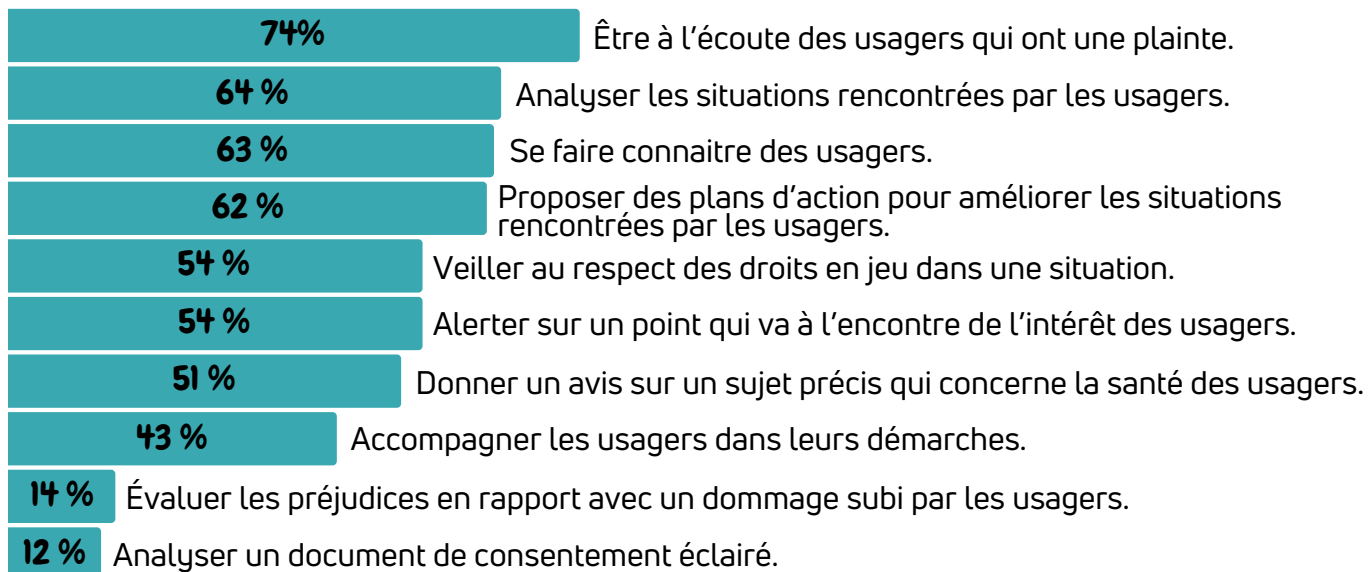 74% Être à l'écoute des usagers qui ont une plainte.
64 % Analyser les situations rencontrées par les usagers.
63 % Se faire connaitre des usagers.
62 % Proposer des plans d'action pour améliorer les situations
rencontrées par les usagers.
54 % Veiller au respect des droits en jeu dans une situation.
54 % Alerter sur un point qui va à l'encontre de l'intérêt des usagers.
51 % Donner un avis sur un sujet précis qui concerne la santé des usagers.
43 % Accompagner les usagers dans leurs démarches.
14 % Évaluer les préjudices en rapport avec un dommage subi par les usagers.
12 % Analyser un document de consentement éclairé.